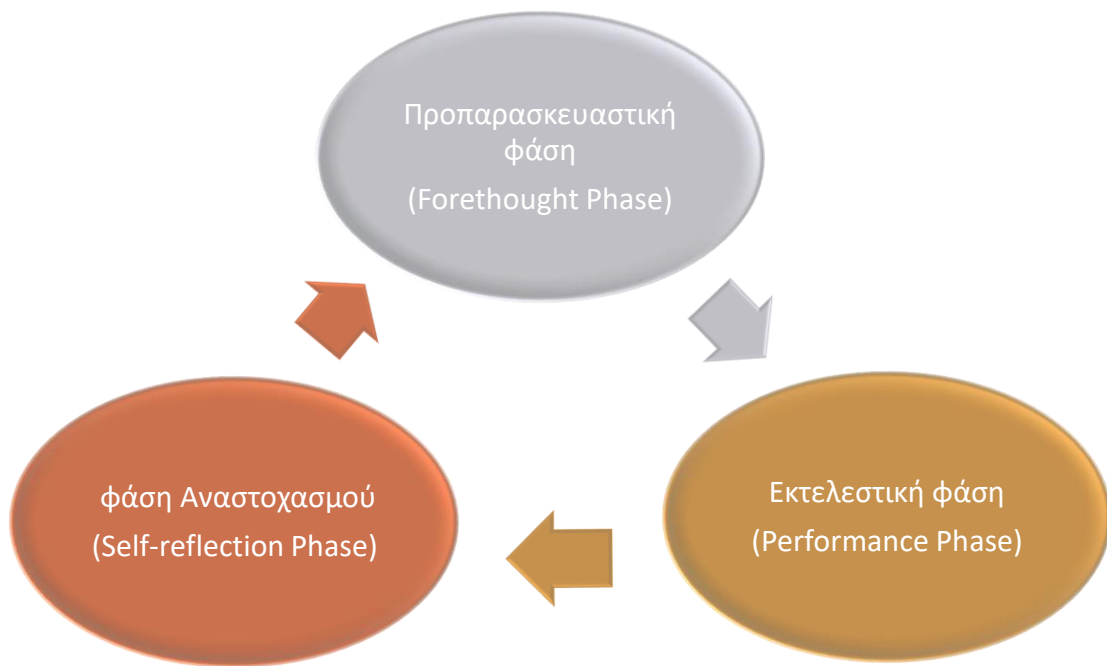 Προπαρασκευαστική
φάση
(Forethought Phase)
φάση Αναστοχασμού
(Self-reflection Phase)
Εκτελεστική φάση
(Performance Phase)